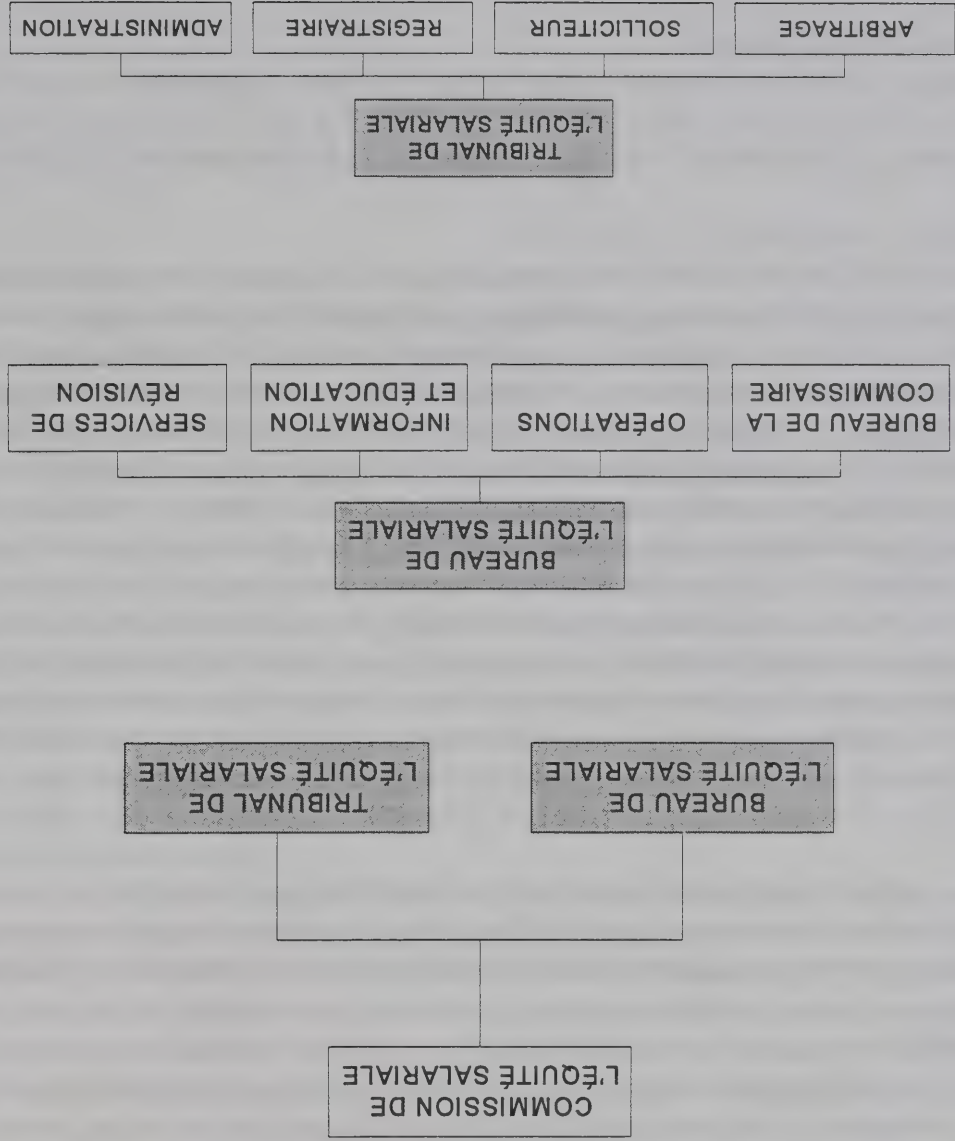 COMMISSION DE
L'ÉQUITÉ SALARIALE
BUREAU DE
L'ÉQUITÉ SALARIALE
TRIBUNAL DE
L'ÉQUITÉ SALARIALE
BUREAU DE
L'ÉQUITÉ SALARIALE
BUREAU DE LA
COMMISSAIRE
OPÉRATIONS
INFORMATION
ET ÉDUCATION
SERVICES DE
RÉVISION
TRIBUNAL DE
L'ÉQUITÉ SALARIALE
ARBITRAGE
SOLLICITEUR
REGISTRAIRE
ADMINISTRATION